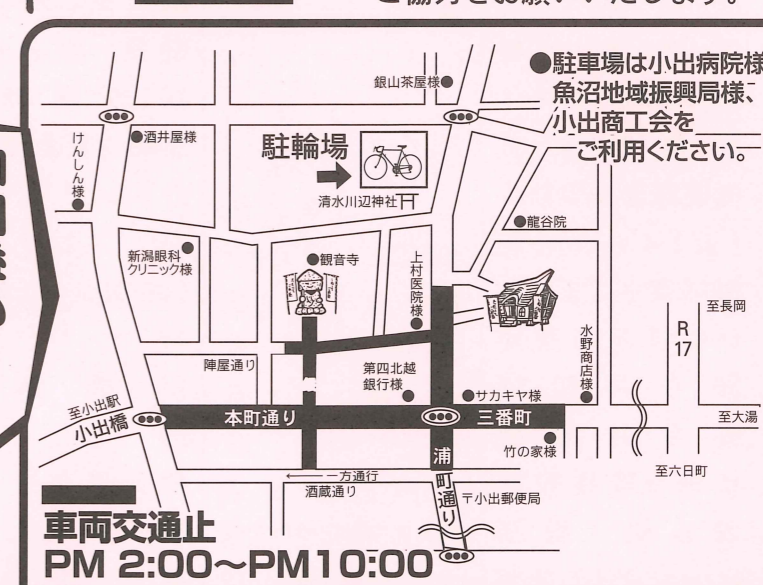 ご協力をお願いいたします。
銀山茶屋様
●駐車場は小出病院様
魚沼地域振興局様、
小出商工会を
ご利用ください。
けんしん様
酒井屋様
駐輪場
清水川辺神社
龍谷院
新潟眼科
クリニック様
観音寺
上村医院様
至長岡
R
17
水野商店様
陣屋通り
第四北越
銀行様
サカキヤ様
至小出駅
小出橋
本町通り
三番町
至大湯
竹の家様
浦町通り
至六日町
←一方通行
酒蔵通り
〒小出郵便局
車両交通止
PM 2:00～PM10:00